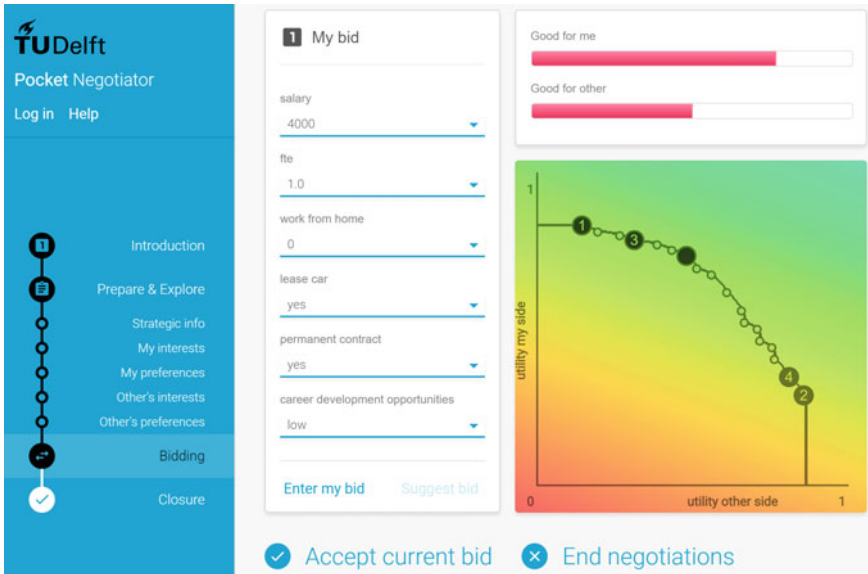 TUDelft
Pocket Negotiator
Log in Help
1 Introduction
Prepare & Explore
Strategic info
My interests
My preferences
Other's interests
Other's preferences
Bidding
Closure
1 My bid
salary
4000
fte
1.0
work from home
0
lease car
yes
permanent contract
yes
career development opportunities
low
Enter my bid Suggest bid
Good for me
Good for other
1
utility my side
1
3
4
2
0 utility other side 1
Accept current bid End negotiations